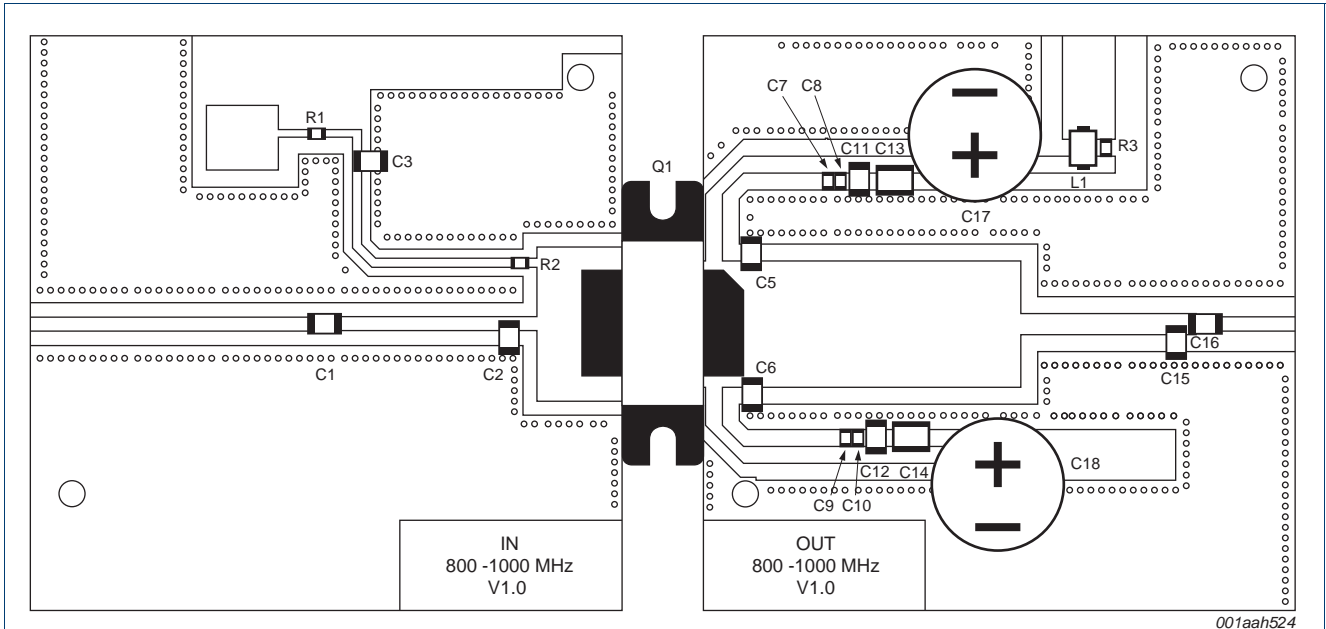 C7 C8
R1
C3
Q1
C11 C13
R3
L1
C17
R2
C5
C1
C2
C6
C16
C15
C9 C10
C12 C14
C18
IN
800 -1000 MHz
V1.0
OUT
800 -1000 MHz
V1.0
001aah524